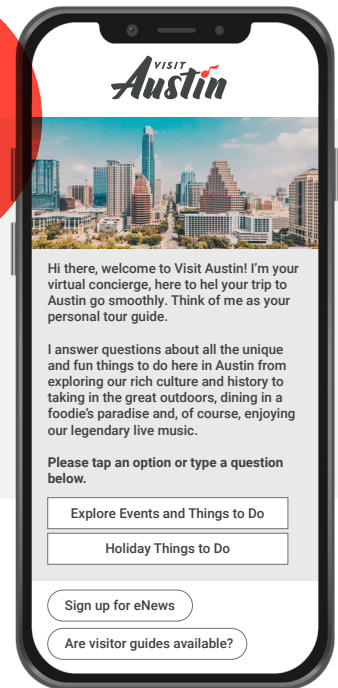 VISIT
Austin
Hi there, welcome to Visit Austin! I'm your
virtual concierge, here to hel your trip to
Austin go smoothly. Think of me as your
personal tour guide.
I answer questions about all the unique
and fun things to do here in Austin from
exploring our rich culture and history to
taking in the great outdoors, dining in a
foodie's paradise and, of course, enjoying
our legendary live music.
Please tap an option or type a question
below.
Explore Events and Things to Do
Holiday Things to Do
Sign up for eNews
Are visitor guides available?